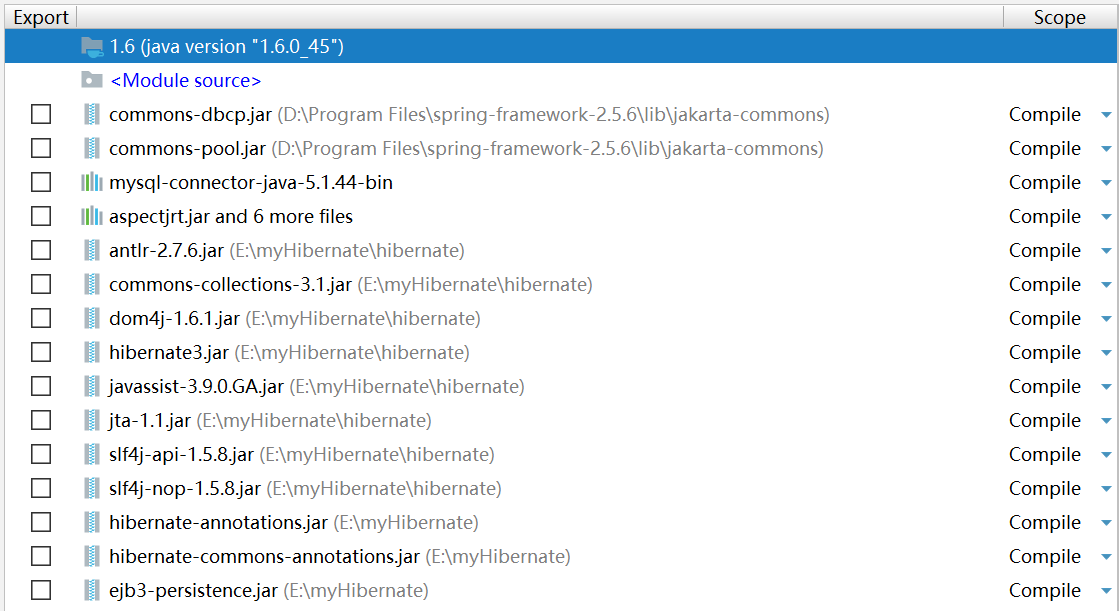 Export Scope
1.6 (java version "1.6.0_45")
<Module source>
commons-dbcp.jar (D:\Program Files\spring-framework-2.5.6\lib\jakarta-commons) Compile
commons-pool.jar (D:\Program Files\spring-framework-2.5.6\lib\jakarta-commons) Compile
mysql-connector-java-5.1.44-bin Compile
aspectjrt.jar and 6 more files Compile
antlr-2.7.6.jar (E:\myHibernate\hibernate) Compile
commons-collections-3.1.jar (E:\myHibernate\hibernate) Compile
dom4j-1.6.1.jar (E:\myHibernate\hibernate) Compile
hibernate3.jar (E:\myHibernate\hibernate) Compile
javassist-3.9.0.GA.jar (E:\myHibernate\hibernate) Compile
jta-1.1.jar (E:\myHibernate\hibernate) Compile
slf4j-api-1.5.8.jar (E:\myHibernate\hibernate) Compile
slf4j-nop-1.5.8.jar (E:\myHibernate\hibernate) Compile
hibernate-annotations.jar (E:\myHibernate) Compile
hibernate-commons-annotations.jar (E:\myHibernate) Compile
ejb3-persistence.jar (E:\myHibernate) Compile